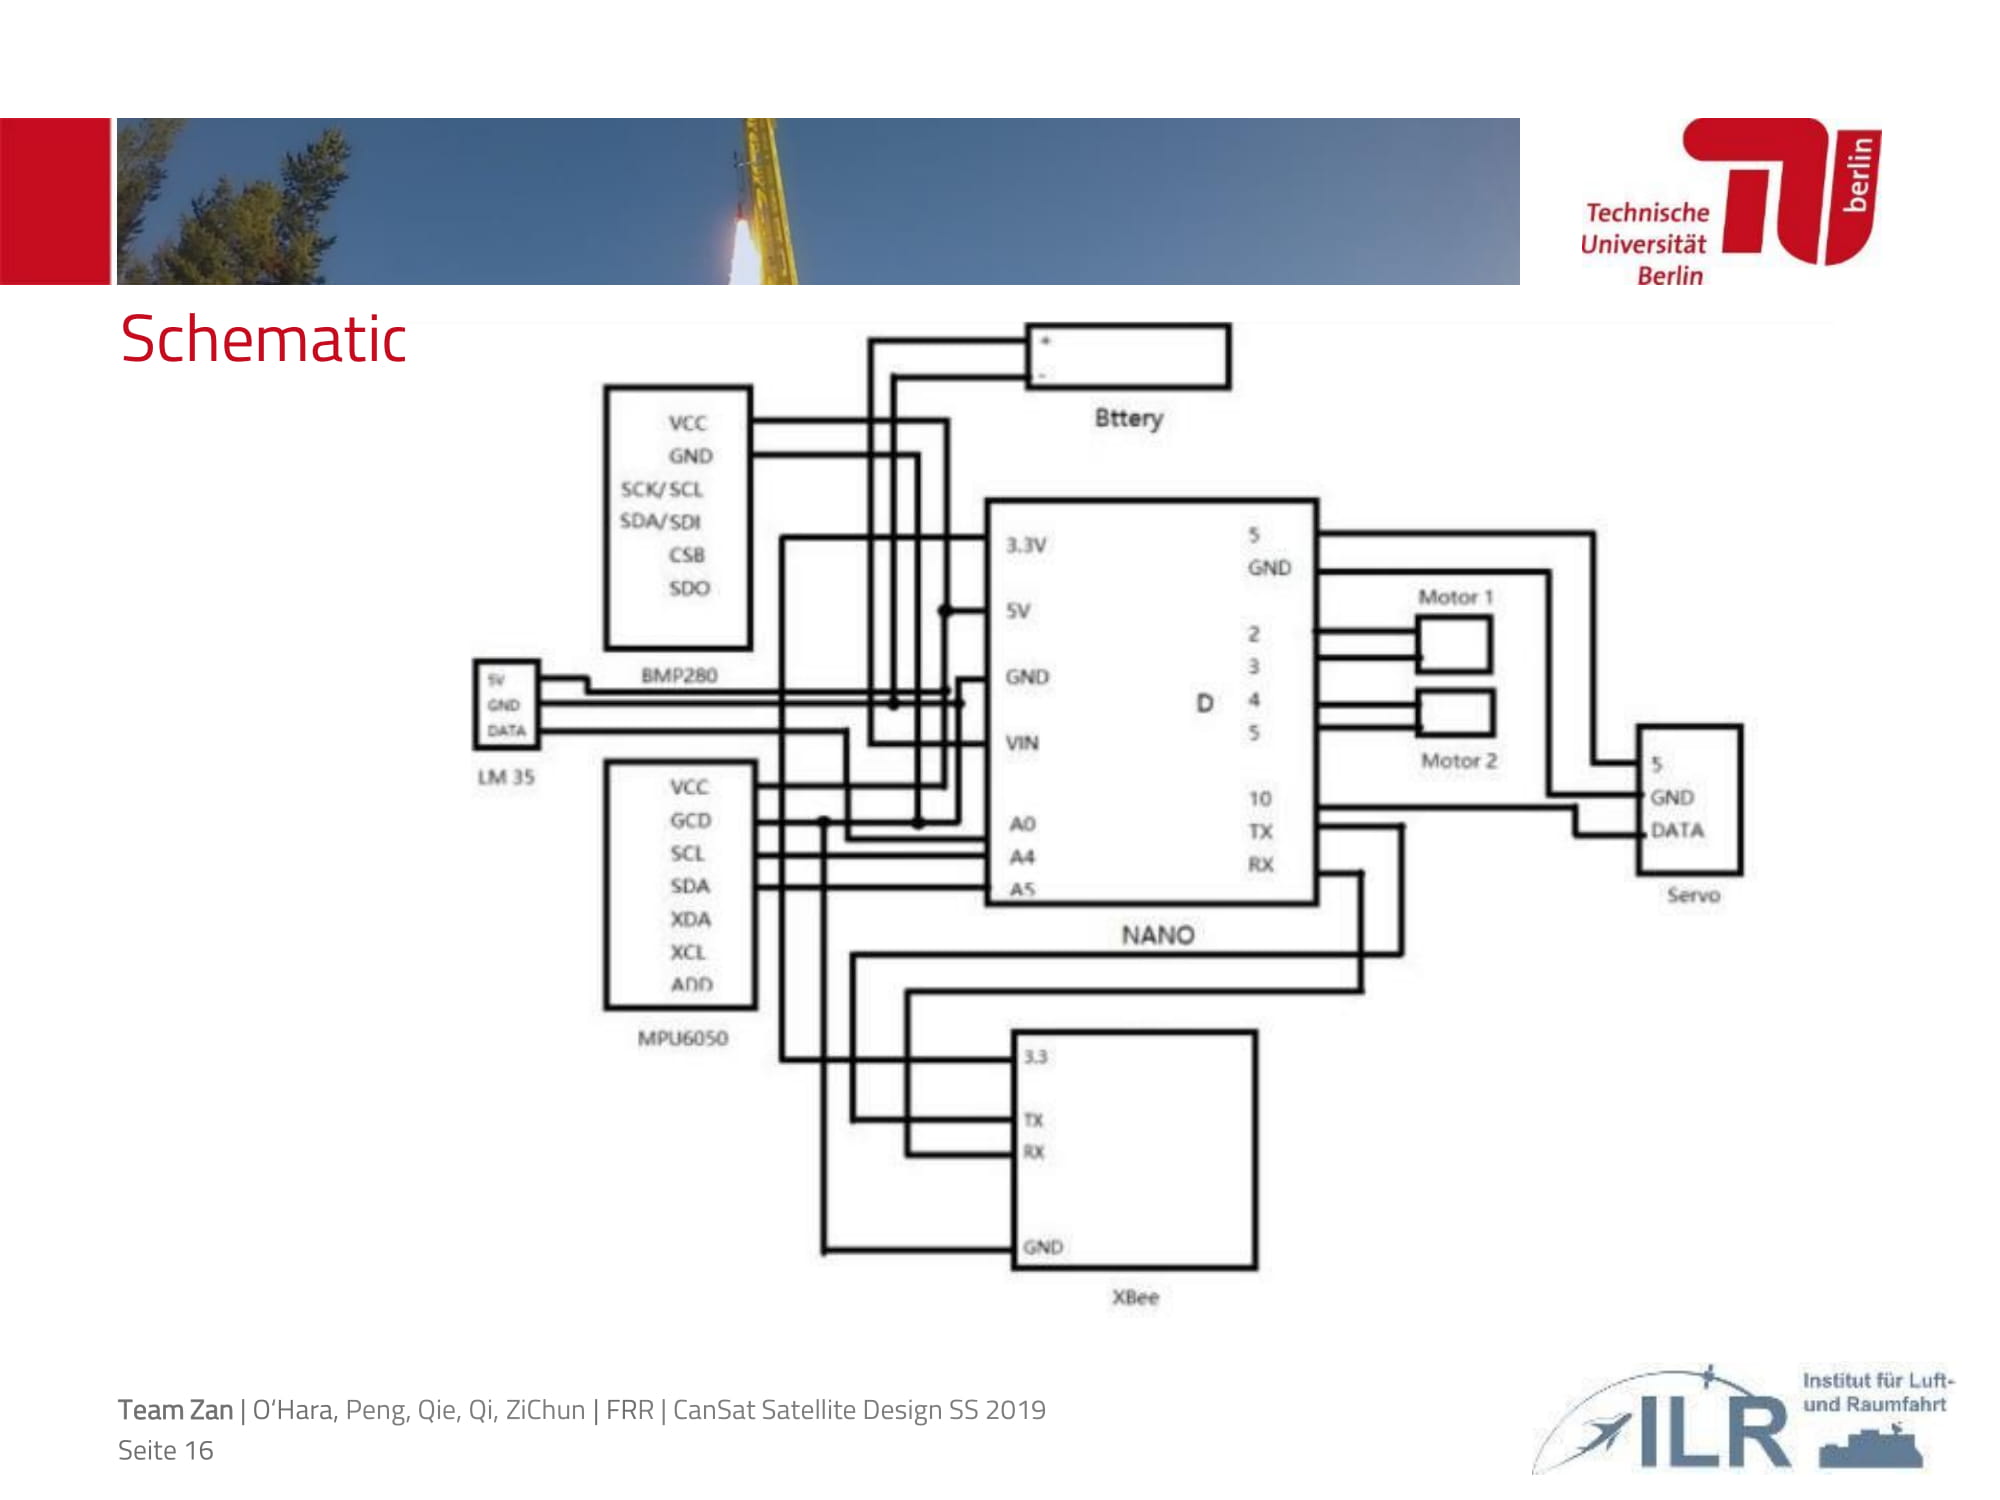 berlin
Technische
Universität
Berlin
Schematic
+
-
Bttery
VCC
GND
SCK/SCL
SDA/SDI
CSB
SDO
BMP280
5V
GND
DATA
LM 35
VCC
GCD
SCL
SDA
XDA
XCL
ADD
MPU6050
3.3V
5V
GND
VIN
A0
A4
A5
5
GND
2
3
D 4
5
10
TX
RX
NANO
Motor 1
Motor 2
5
GND
DATA
Servo
3.3
TX
RX
GND
XBee
Team Zan | O‘Hara, Peng, Qie, Qi, ZiChun | FRR | CanSat Satellite Design SS 2019
Seite 16
ILR
Institut für Luft-
und Raumfahrt